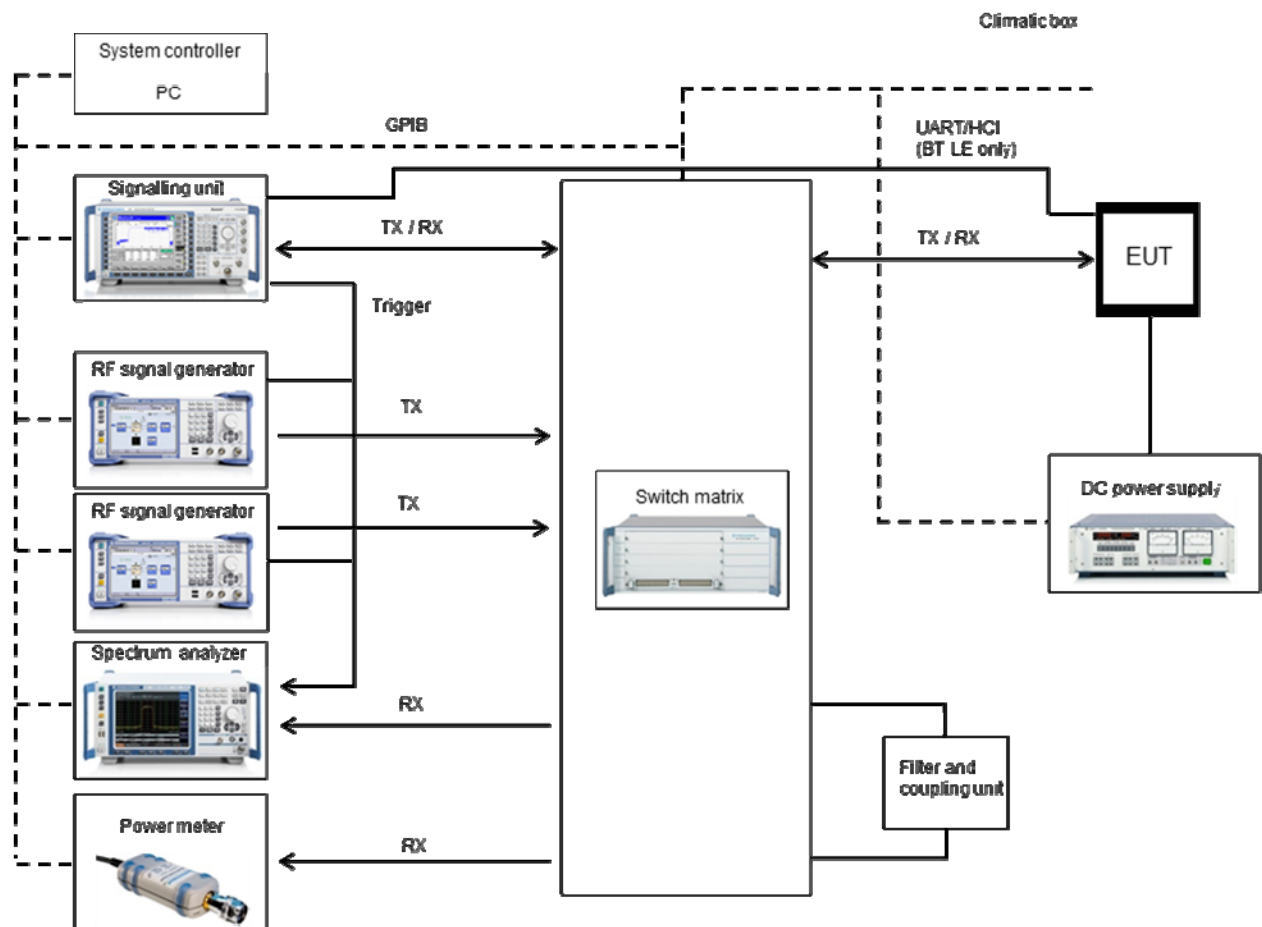 Climatic box
System controller
PC
GPIB
UART/HCI
(BT LE only)
Signalling unit
TX / RX
TX / RX
EUT
Trigger
RF signal generator
TX
Switch matrix
DC power supply
RF signal generator
TX
Spectrum analyzer
RX
Filter and
coupling unit
Power meter
RX